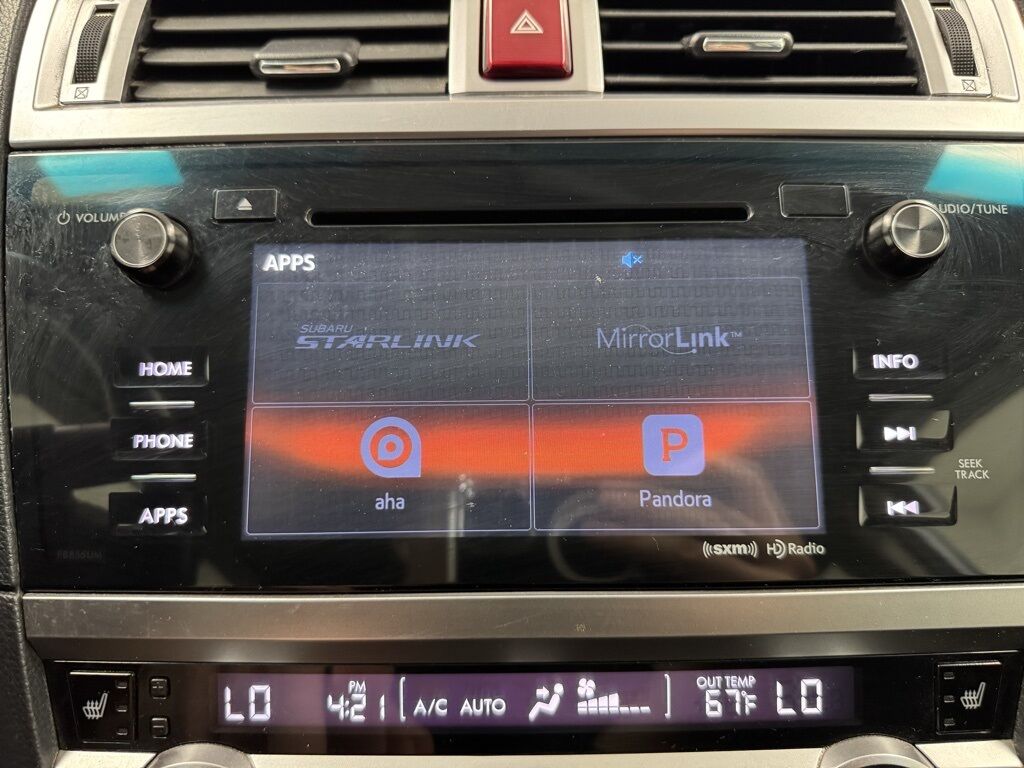 VOLUME
AUDIO/TUNE
APPS
SUBARU
STARLINK
MirrorLink™
HOME
INFO
PHONE
aha
P
Pandora
SEEK
TRACK
APPS
((sxm)) HD Radio
LO
PM
4:21
A/C AUTO
OUT TEMP
67°F
LO